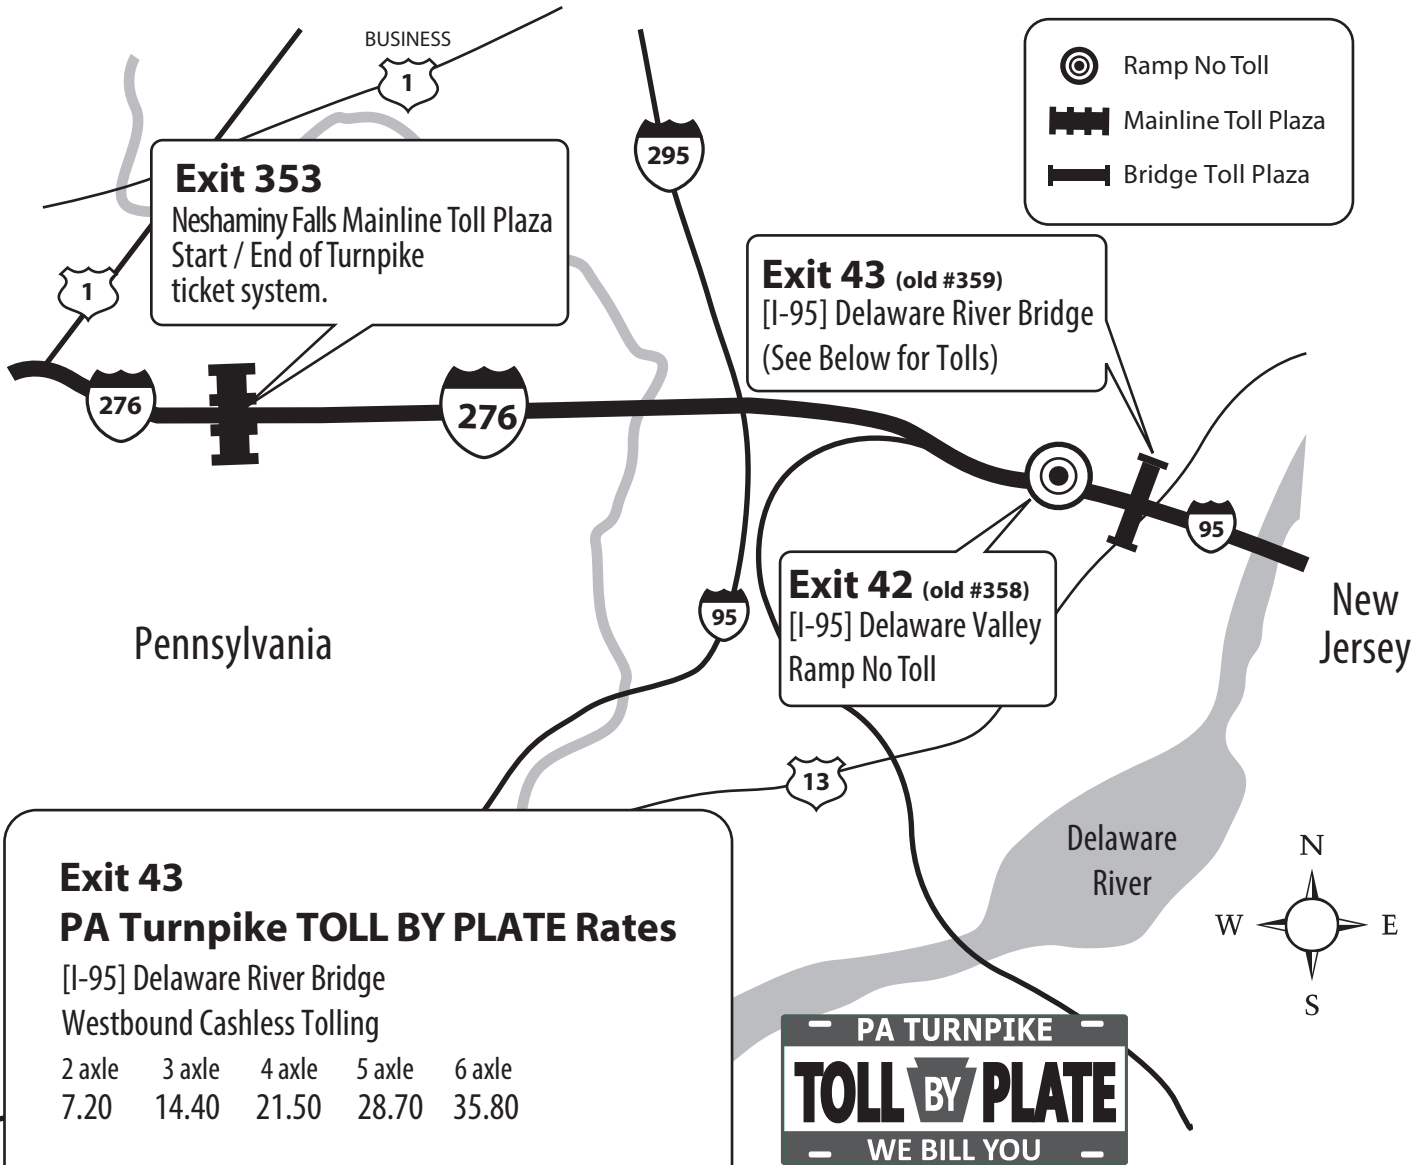 BUSINESS
1
295
Ramp No Toll
Mainline Toll Plaza
Bridge Toll Plaza
Exit 353
Neshaminy Falls Mainline Toll Plaza
Start / End of Turnpike
ticket system.
1
Exit 43 (old #359)
[I-95] Delaware River Bridge
(See Below for Tolls)
276
276
95
Exit 42 (old #358)
[I-95] Delaware Valley
Ramp No Toll
95
New
Jersey
Pennsylvania
13
Delaware
River
N
W E
S
Exit 43
PA Turnpike TOLL BY PLATE Rates
[I-95] Delaware River Bridge
Westbound Cashless Tolling
2 axle 3 axle 4 axle 5 axle 6 axle
7.20 14.40 21.50 28.70 35.80
PA TURNPIKE
TOLL BY PLATE
WE BILL YOU